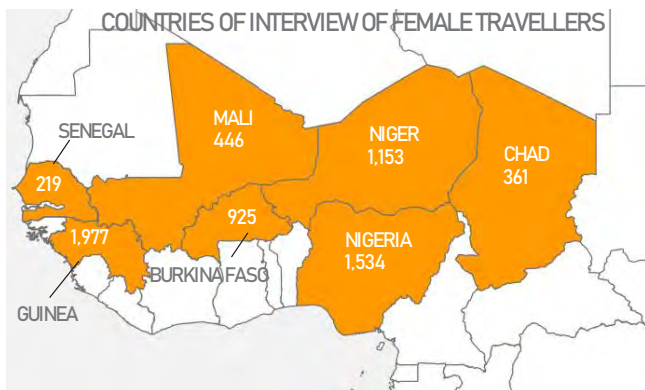 COUNTRIES OF INTERVIEW OF FEMALE TRAVELLERS
MALI
446
SENEGAL
NIGER
1,153
CHAD
361
219
925
1,977
NIGERIA
1,534
BURKINA FASO
GUINEA